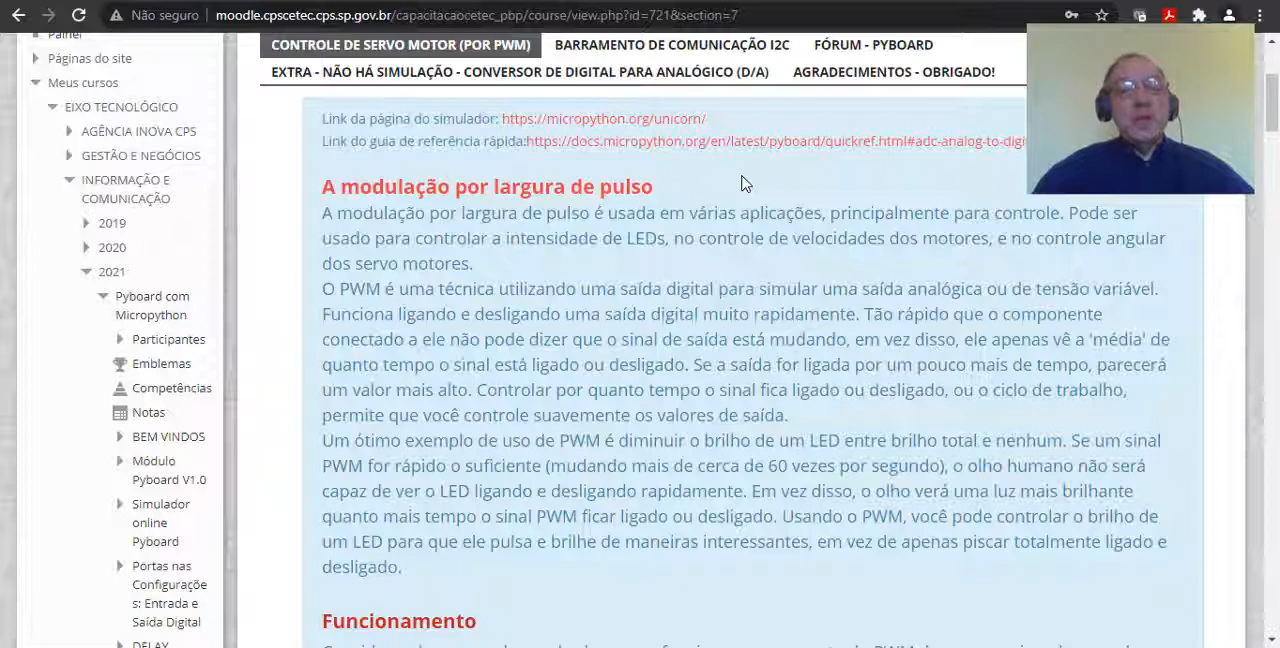 Não seguro
moodle.cpscetec.cps.sp.gov.br/capacitacaocetec_pbp/course/view.php?id=721&section=7
Painel
Páginas do site
Meus cursos
EIXO TECNOLÓGICO
AGÊNCIA INOVA CPS
GESTÃO E NEGÓCIOS
INFORMAÇÃO E
COMUNICAÇÃO
2019
2020
2021
Pyboard com
Micropython
Participantes
Emblemas
Competências
Notas
BEM VINDOS
Módulo
Pyboard V1.0
Simulador
online
Pyboard
Portas nas
Configuraçõe
s: Entrada e
Saída Digital
DELAY
CONTROLE DE SERVO MOTOR (POR PWM)
BARRAMENTO DE COMUNICAÇÃO I2C
FÓRUM - PYBOARD
EXTRA - NÃO HÁ SIMULAÇÃO - CONVERSOR DE DIGITAL PARA ANALÓGICO (D/A)
AGRADECIMENTOS - OBRIGADO!
Link da página do simulador: https://micropython.org/unicorn/
Link do guia de referência rápida:https://docs.micropython.org/en/latest/pyboard/quickref.html#adc-analog-to-digi
A modulação por largura de pulso
A modulação por largura de pulso é usada em várias aplicações, principalmente para controle. Pode ser
usado para controlar a intensidade de LEDs, no controle de velocidades dos motores, e no controle angular
dos servo motores.
O PWM é uma técnica utilizando uma saída digital para simular uma saída analógica ou de tensão variável.
Funciona ligando e desligando uma saída digital muito rapidamente. Tão rápido que o componente
conectado a ele não pode dizer que o sinal de saída está mudando, em vez disso, ele apenas vê a 'média' de
quanto tempo o sinal está ligado ou desligado. Se a saída for ligada por um pouco mais de tempo, parecerá
um valor mais alto. Controlar por quanto tempo o sinal fica ligado ou desligado, ou o ciclo de trabalho,
permite que você controle suavemente os valores de saída.
Um ótimo exemplo de uso de PWM é diminuir o brilho de um LED entre brilho total e nenhum. Se um sinal
PWM for rápido o suficiente (mudando mais de cerca de 60 vezes por segundo), o olho humano não será
capaz de ver o LED ligando e desligando rapidamente. Em vez disso, o olho verá uma luz mais brilhante
quanto mais tempo o sinal PWM ficar ligado ou desligado. Usando o PWM, você pode controlar o brilho de
um LED para que ele pulsa e brilhe de maneiras interessantes, em vez de apenas piscar totalmente ligado e
desligado.
Funcionamento